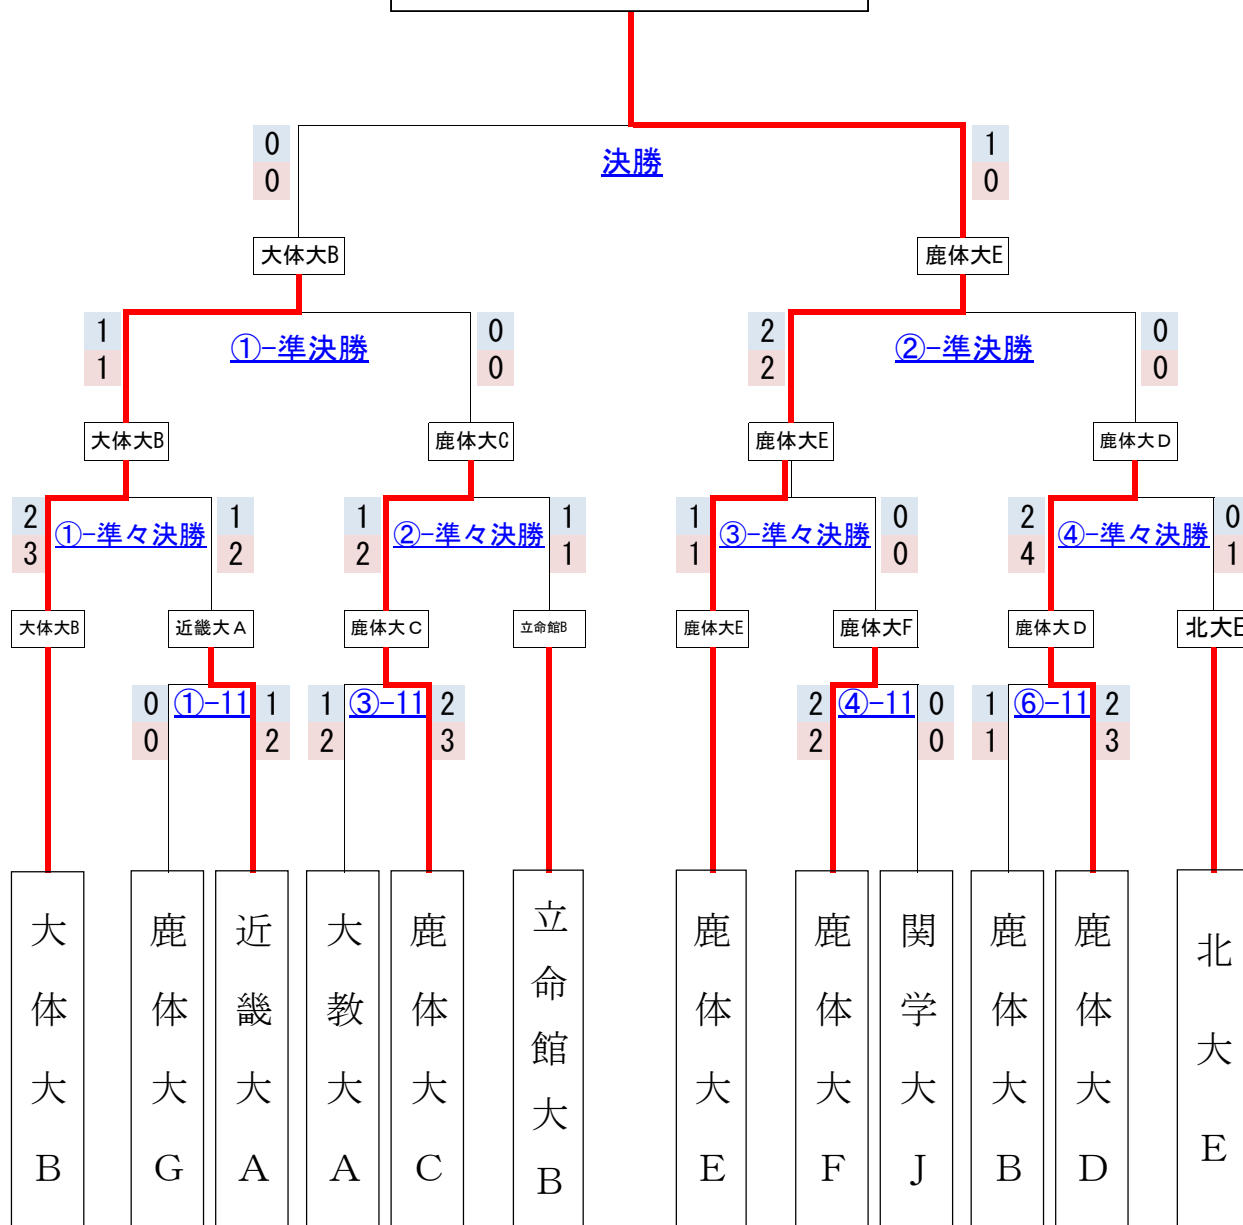 0 1
0 決勝 0
大体大B 鹿体大E
1 0 2 0
1 ①-準決勝 0 2 ②-準決勝 0
大体大B 鹿体大C 鹿体大E 鹿体大D
2 1 1 1 1 0 2 0
3 ①-準々決勝 2 2 ②-準々決勝 1 1 ③-準々決勝 0 4 ④-準々決勝 1
大体大B 近畿大A 鹿体大C 立命館B 鹿体大E 鹿体大F 鹿体大D 北大E
0 ①-11 1 1 ③-11 2 2 ④-11 0 1 ⑥-11 2
0 2 2 3 2 0 1 3
大体大B
鹿体大G
近畿大A
大教大A
鹿体大C
立命館大B
鹿体大E
鹿体大F
関学大J
鹿体大B
鹿体大D
北大E